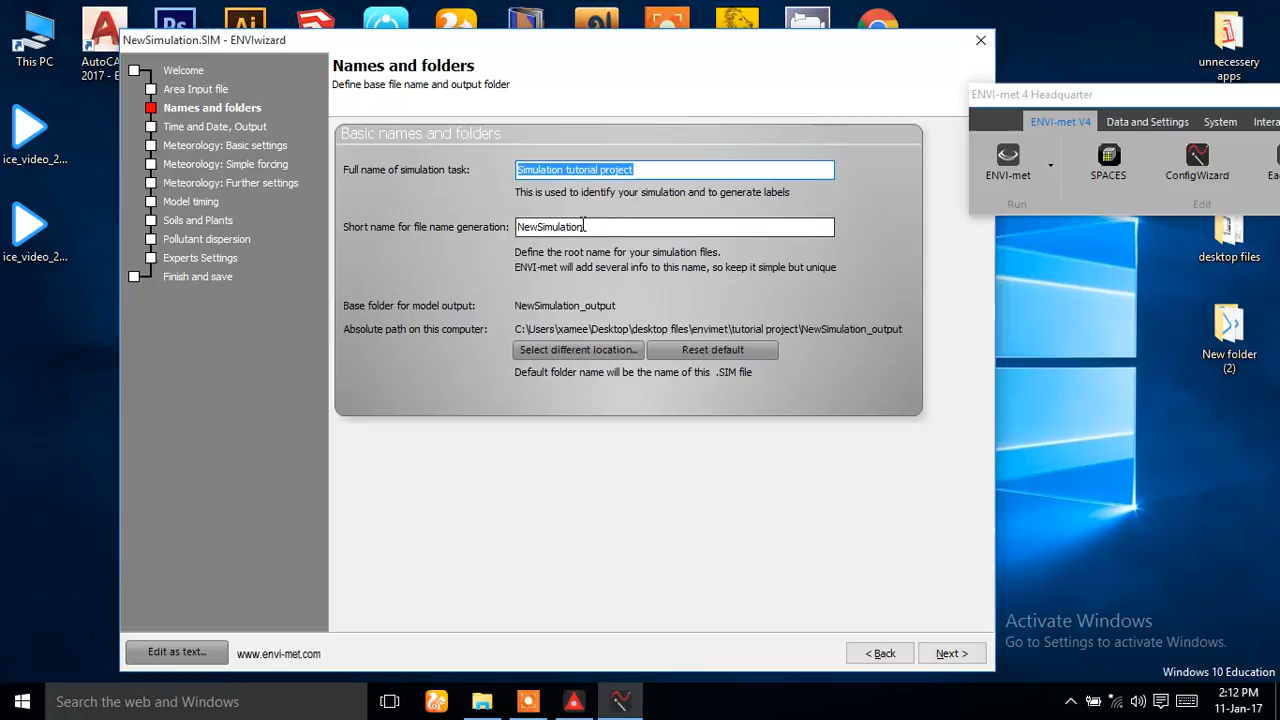 This PC
AutoCA...
2017 - E
ice_video_2...
ice_video_2...
unnecessary
apps
desktop files
New folder
(2)
NewSimulation.SIM - ENVIwizard
Welcome
Area Input file
Names and folders
Time and Date, Output
Meteorology: Basic settings
Meteorology: Simple forcing
Meteorology: Further settings
Model timing
Soils and Plants
Pollutant dispersion
Experts Settings
Finish and save
Names and folders
Define base file name and output folder
Basic names and folders
Full name of simulation task:
Simulation tutorial project
This is used to identify your simulation and to generate labels
Short name for file name generation:
NewSimulation
Define the root name for your simulation files.
ENVI-met will add several info to this name, so keep it simple but unique
Base folder for model output:
NewSimulation_output
Absolute path on this computer:
C:\Users\xamee\Desktop\desktop files\envimet\tutorial project\NewSimulation_output
Select different location...
Reset default
Default folder name will be the name of this .SIM file
Edit as text...
www.envi-met.com
< Back
Next >
ENVI-met 4 Headquarter
ENVI-met V4
Data and Settings
System
Intera
ENVI-met
SPACES
ConfigWizard
Run
Edit
Activate Windows
Go to Settings to activate Windows.
Windows 10 Education
Search the web and Windows
2:12 PM
11-Jan-17